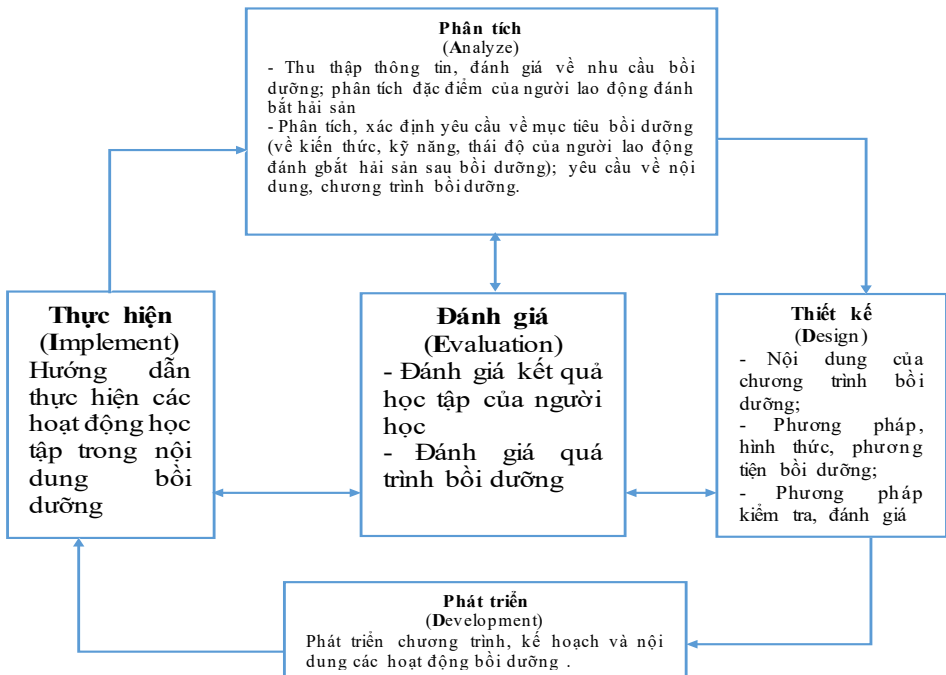 Phân tích
(Analyze)
- Thu thập thông tin, đánh giá về nhu cầu bồi
dưỡng; phân tích đặc điểm của người lao động đánh
bắt hải sản
- Phân tích, xác định yêu cầu về mục tiêu bồi dưỡng
(về kiến thức, kỹ năng, thái độ của người lao động
đánh gbắt hải sản sau bồi dưỡng); yêu cầu về nội
dung, chương trình bồi dưỡng.
Thực hiện
(Implement)
Hướng dẫn
thực hiện các
hoạt động học
tập trong nội
dung bồi
dưỡng
Đánh giá
(Evaluation)
- Đánh giá kết quả
học tập của người
học
- Đánh giá quá
trình bồi dưỡng
Thiết kế
(Design)
- Nội dung của
chương trình bồi
dưỡng;
- Phương pháp,
hình thức, phương
tiện bồi dưỡng;
- Phương pháp
kiểm tra, đánh giá
Phát triển
(Development)
Phát triển chương trình, kế hoạch và nội
dung các hoạt động bồi dưỡng .